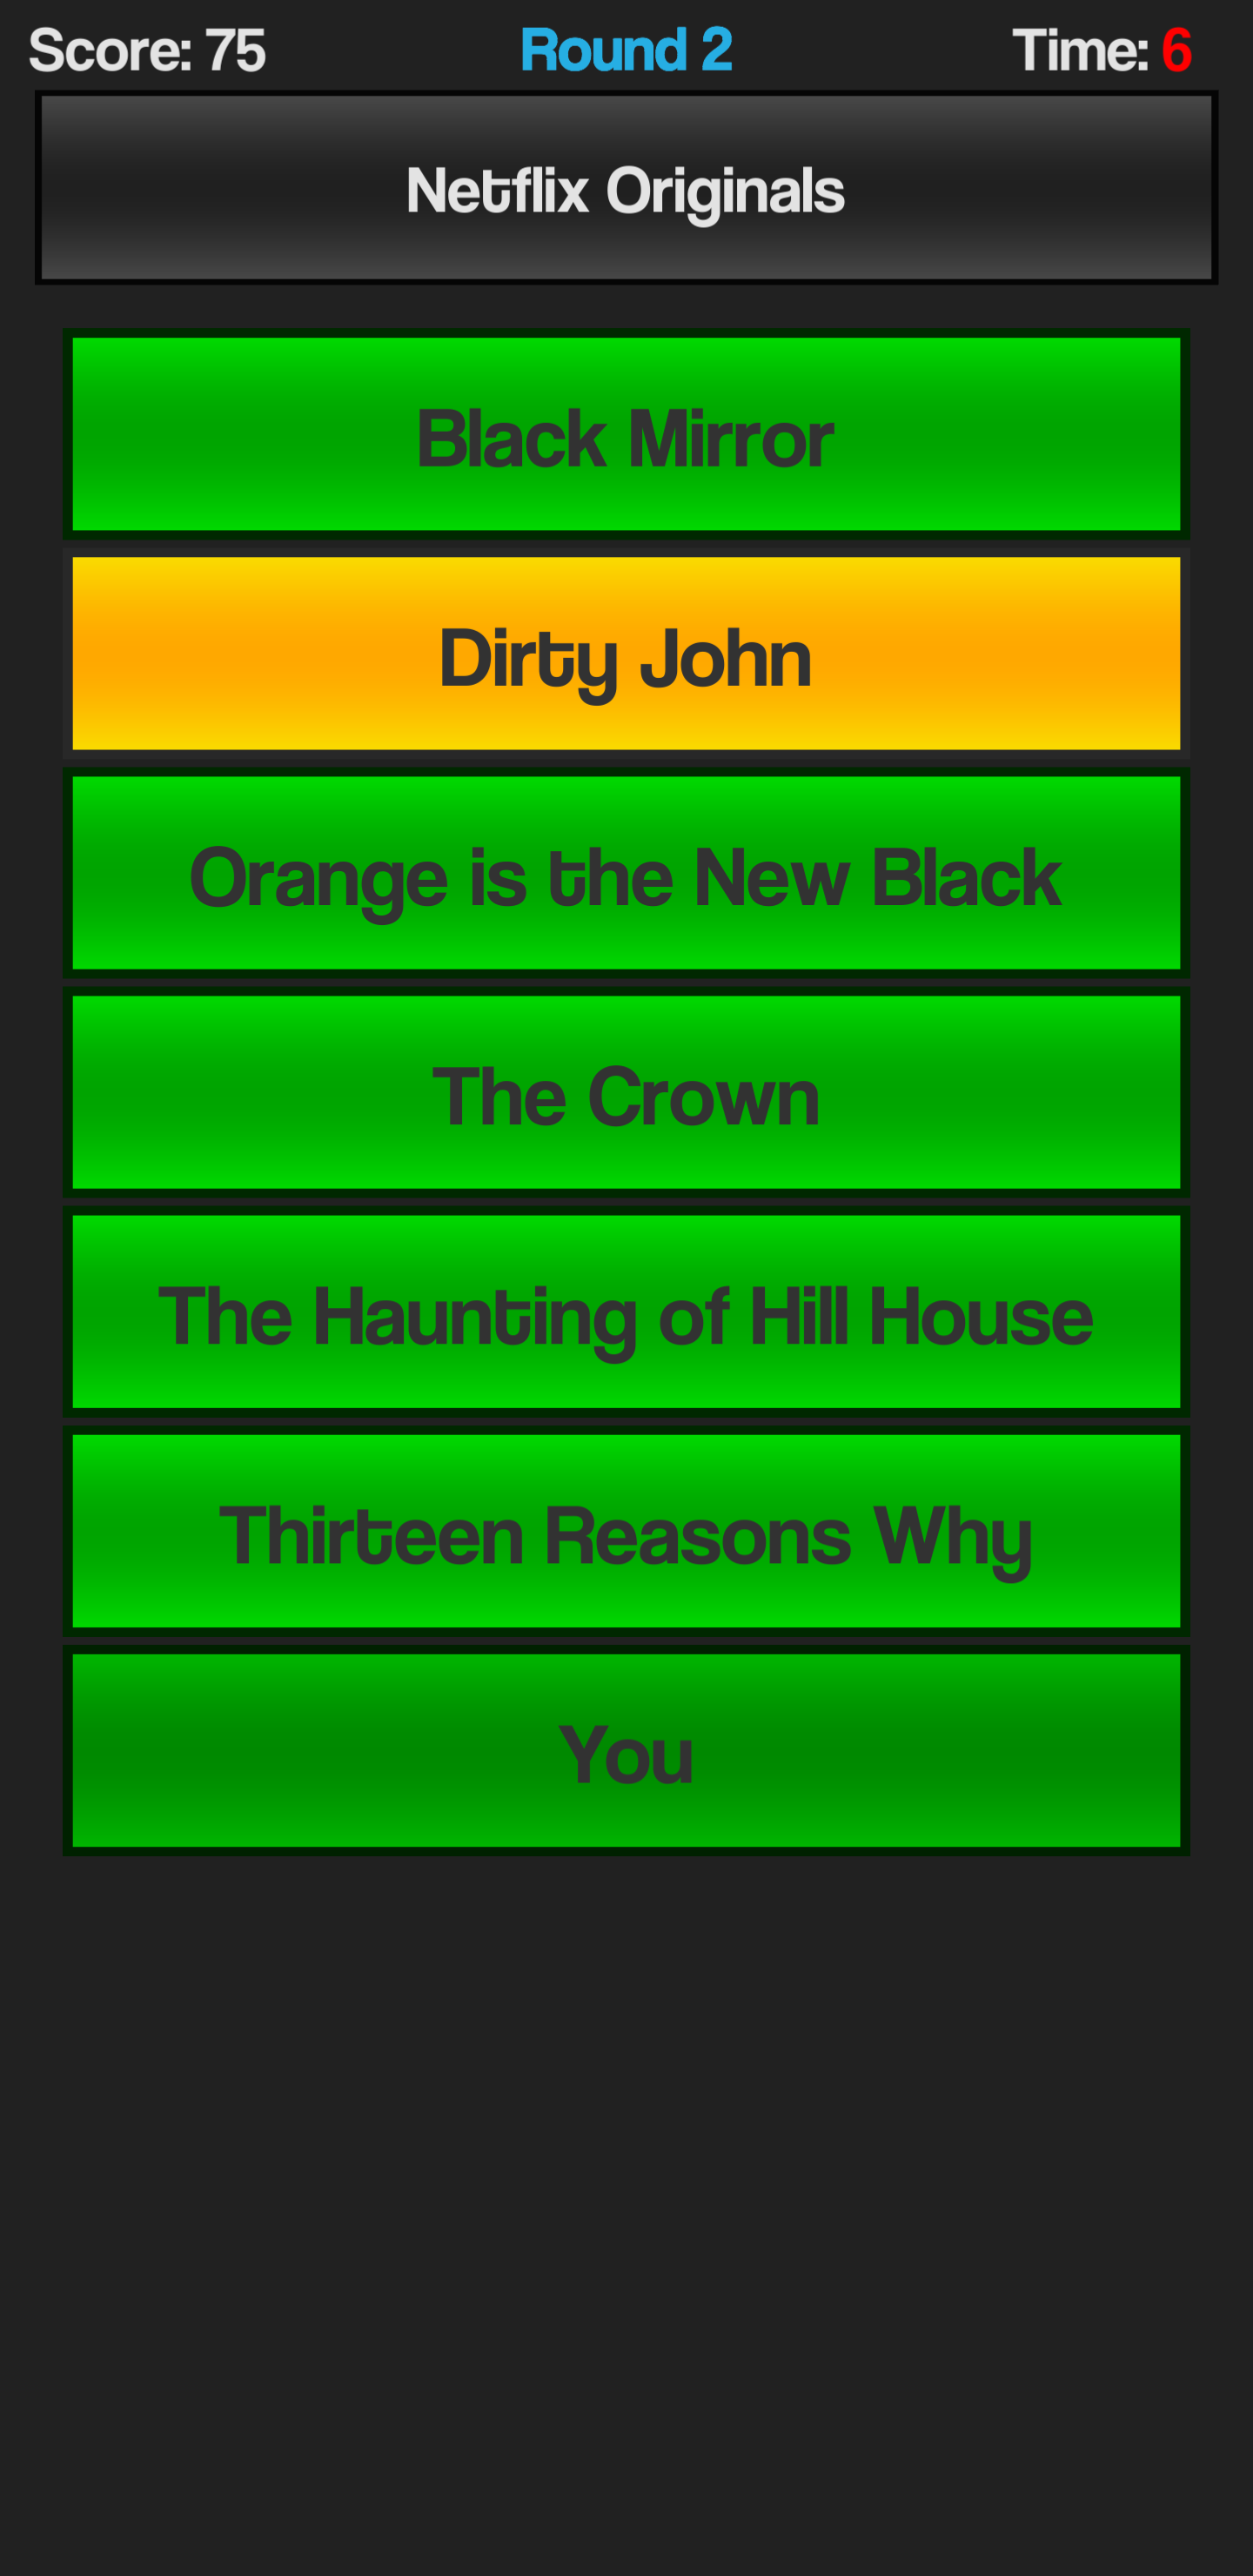 Score: 75 Round 2 Time: 6
Netflix Originals
Black Mirror
Dirty John
Orange is the New Black
The Crown
The Haunting of Hill House
Thirteen Reasons Why
You